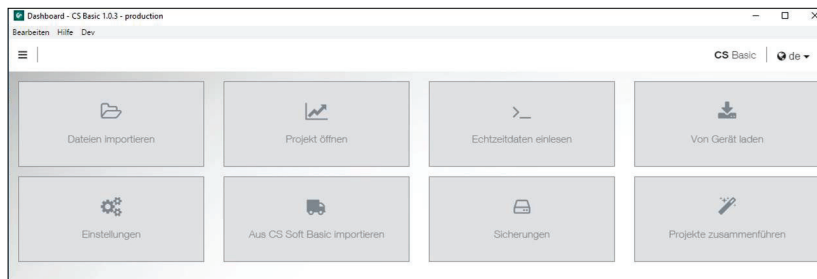 Dashboard - CS Basic 1.0.3 - production
Bearbeiten Hilfe Dev
CS Basic de
Dateien importieren
Projekt öffnen
Echtzeitdaten einlesen
Von Gerät laden
Einstellungen
Aus CS Soft Basic importieren
Sicherungen
Projekte zusammenführen